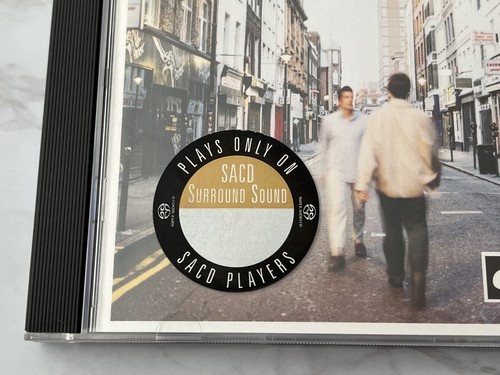 PLAYS ONLY ON
SACD
SURROUND SOUND
SACD PLAYERS